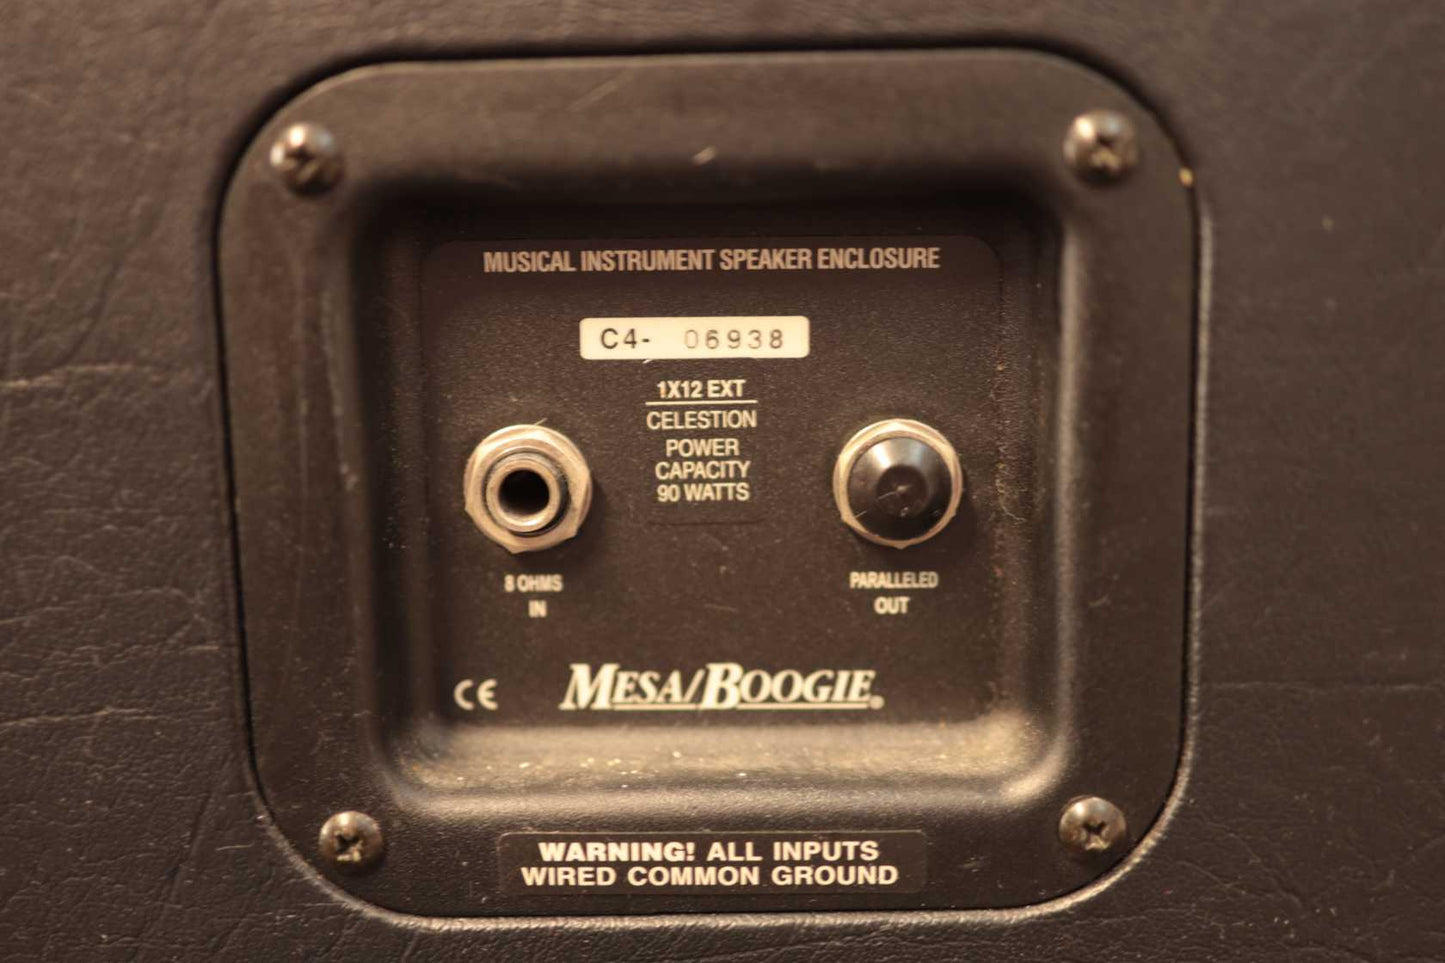 MUSICAL INSTRUMENT SPEAKER ENCLOSURE
C4- 06938
1X12 EXT
CELESTION
POWER
CAPACITY
90 WATTS
8 OHMS
IN
PARALLELED
OUT
CE
MESA/BOOGIE®
WARNING! ALL INPUTS
WIRED COMMON GROUND